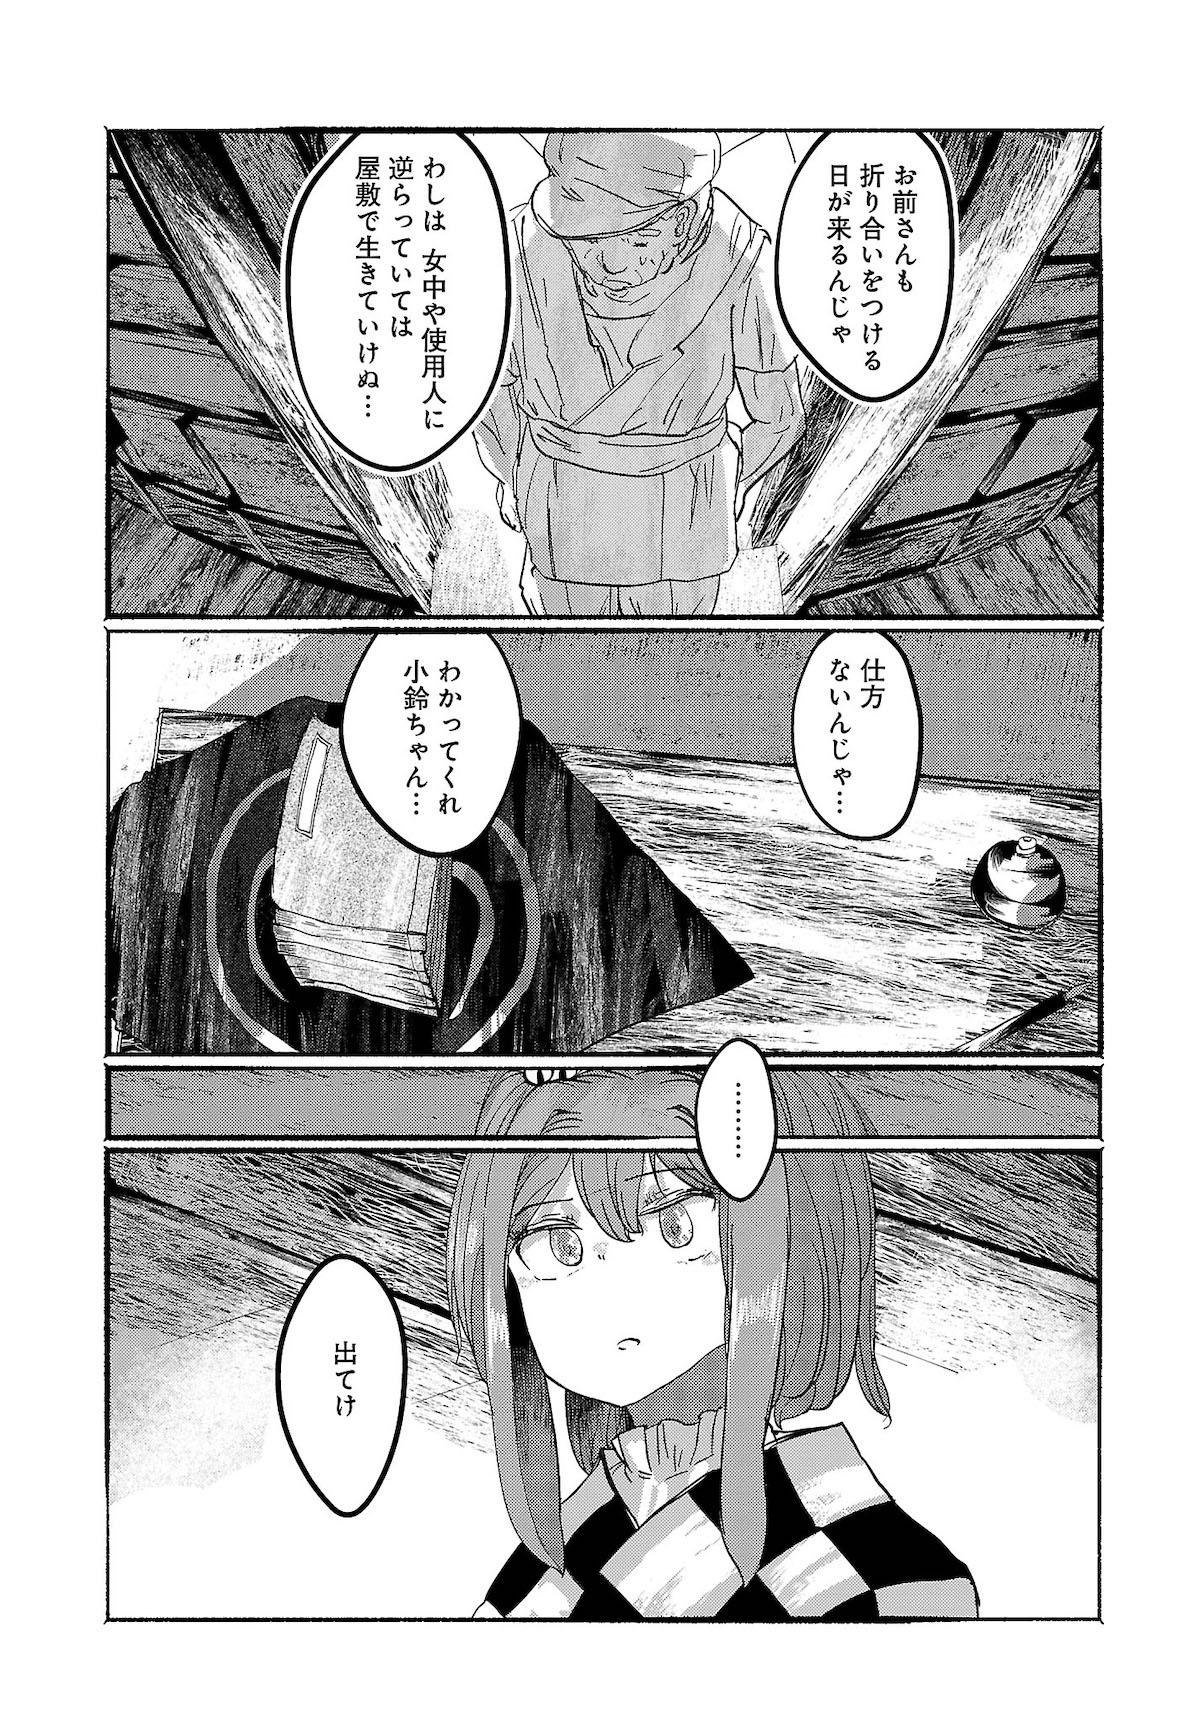 お前さんも
折り合いをつける
日が来るんじゃ
わしは 女中や使用人に
逆らっていては
屋敷で生きていけぬ…
仕方
ないんじゃ…
わかってくれ
小鈴ちゃん…
………
出てけ